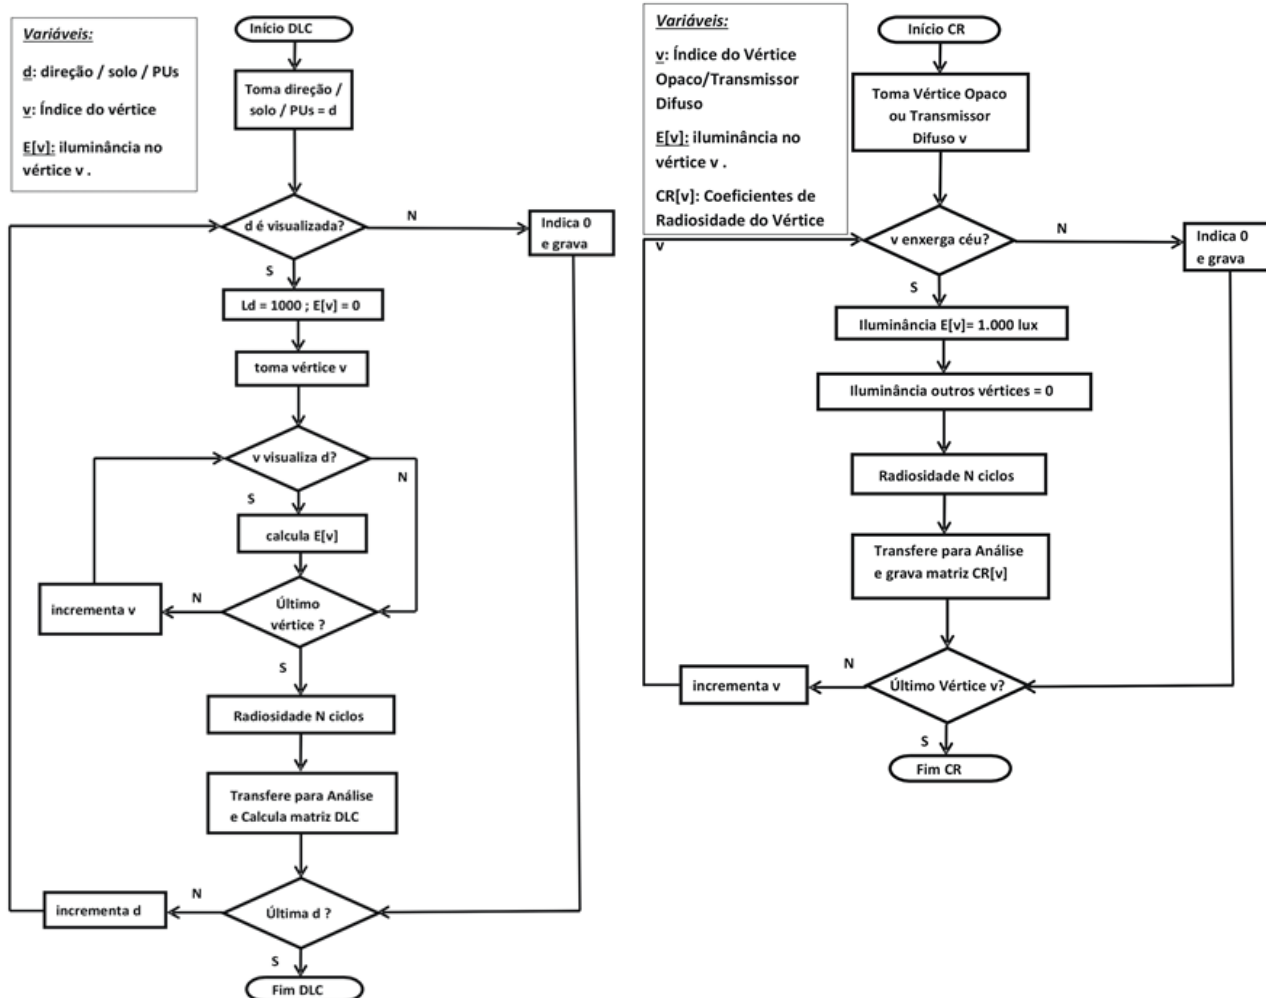 Variáveis:
d: direção / solo / PUs
v: Índice do vértice
E[v]: iluminância no
vértice v .
Início DLC
Toma direção /
solo / PUs = d
d é visualizada?
N
Indica 0
e grava
S
Ld = 1000 ; E[v] = 0
toma vértice v
v visualiza d?
N
S
calcula E[v]
Último
vértice ?
N
incrementa v
S
Radiosidade N ciclos
Transfere para Análise
e Calcula matriz DLC
Última d ?
N
incrementa d
S
Fim DLC
Variáveis:
v: Índice do Vértice
Opaco/Transmissor
Difuso
E[v]: iluminância no
vértice v .
CR[v]: Coeficientes de
Radiosidade do Vértice
v
Início CR
Toma Vértice Opaco
ou Transmissor
Difuso v
v enxerga céu?
N
Indica 0
e grava
S
Iluminância E[v]= 1.000 lux
Iluminância outros vértices = 0
Radiosidade N ciclos
Transfere para Análise
e grava matriz CR[v]
Último Vértice v?
N
incrementa v
S
Fim CR